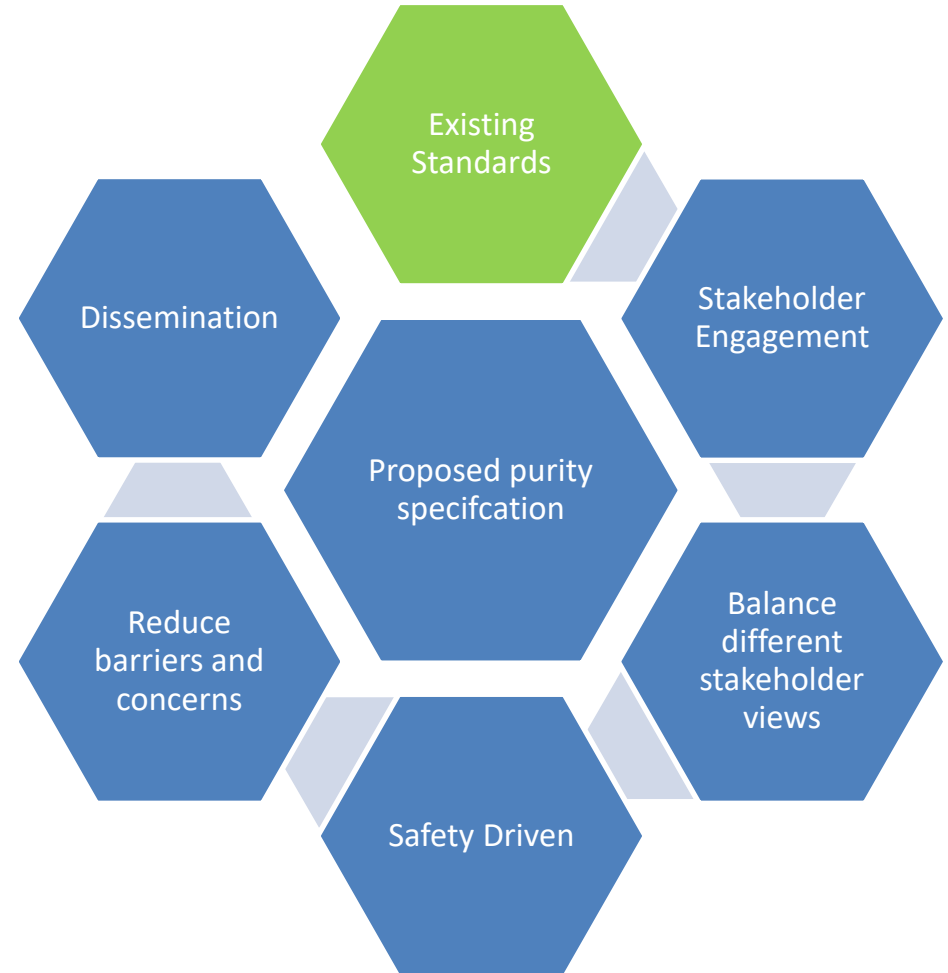 Existing
Standards
Stakeholder
Engagement
Balance
different
stakeholder
views
Safety Driven
Reduce
barriers and
concerns
Dissemination
Proposed purity
specifcation